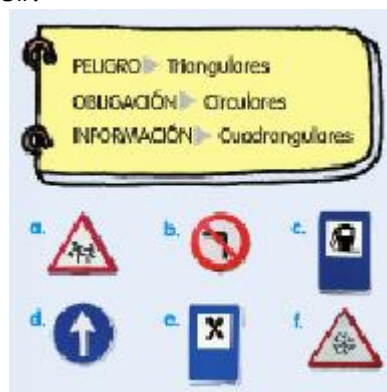 PELIGRO ▶ Triangulares
OBLIGACIÓN ▶ Circulares
INFORMACIÓN ▶ Cuadrangulares
a. b. c.
d. e. f.